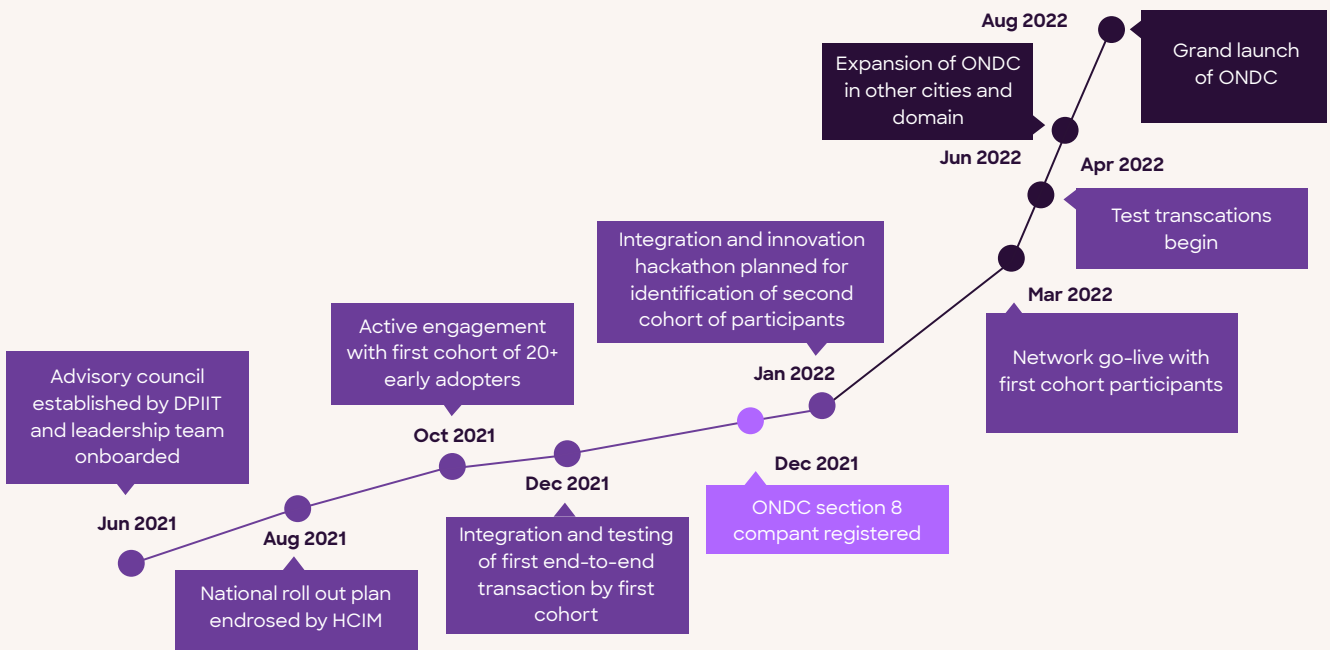 Jun 2021
Advisory council
established by DPIIT
and leadership team
onboarded
Aug 2021
National roll out plan
endrosed by HCIM
Oct 2021
Active engagement
with first cohort of 20+
early adopters
Dec 2021
Integration and testing
of first end-to-end
transaction by first
cohort
Dec 2021
ONDC section 8
compant registered
Jan 2022
Integration and innovation
hackathon planned for
identification of second
cohort of participants
Mar 2022
Network go-live with
first cohort participants
Apr 2022
Test transcations
begin
Jun 2022
Expansion of ONDC
in other cities and
domain
Aug 2022
Grand launch
of ONDC